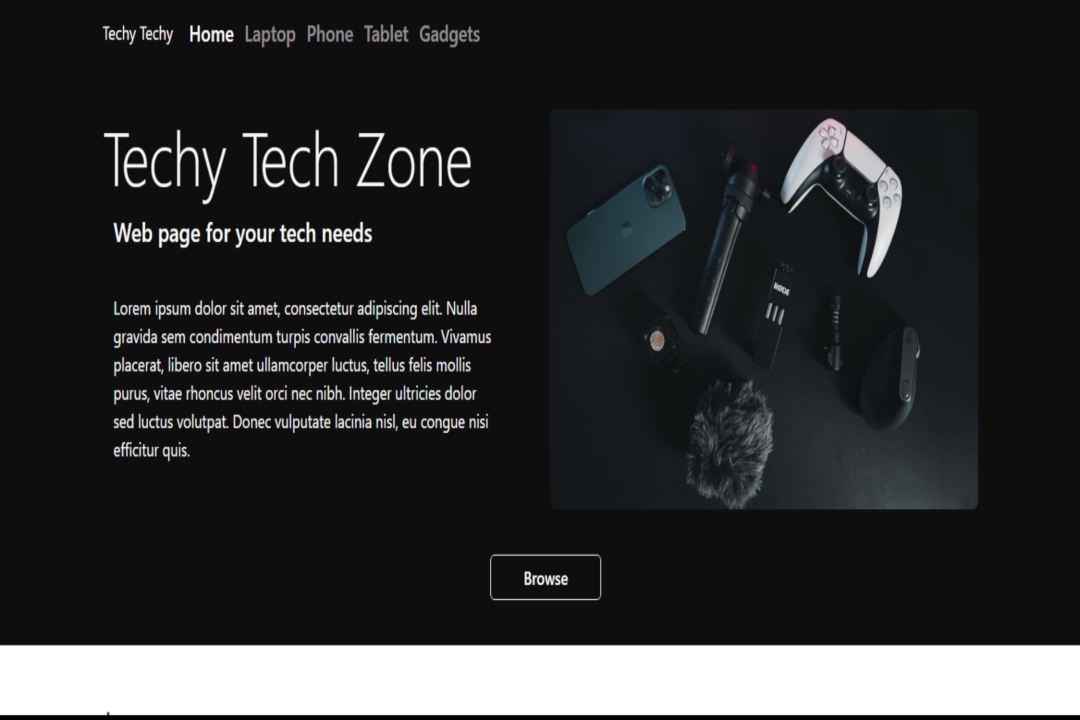 Techy Techy Home Laptop Phone Tablet Gadgets
Techy Tech Zone
Web page for your tech needs
Lorem ipsum dolor sit amet, consectetur adipiscing elit. Nulla
gravida sem condimentum turpis convallis fermentum. Vivamus
placerat, libero sit amet ullamcorper luctus, tellus felis mollis
purus, vitae rhoncus velit orci nec nibh. Integer ultricies dolor
sed luctus volutpat. Donec vulputate lacinia nisl, eu congue nisi
efficitur quis.
RØDE
Browse